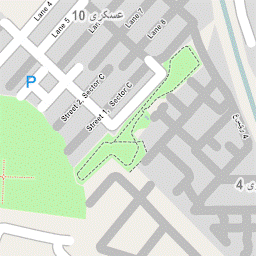 Lane 4
Lane 5
عسکری 10
Lane 7
Lane 8
P
Street 2, Sector C
Street 1, Sector C
ی 4